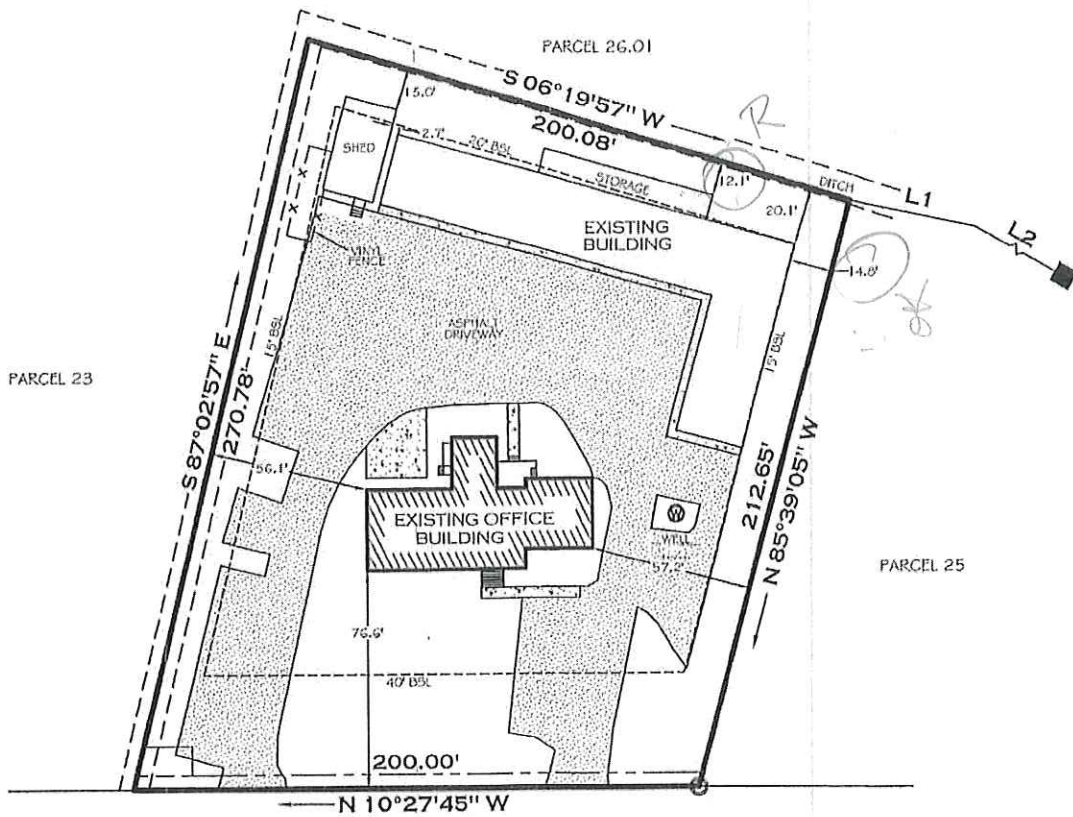 PARCEL 26.01
S 06°19'57" W
200.08'
15.0'
2.7'
20' BSL
SHED
STORAGE
R
12.1'
DITCH
L1
20.1'
L2
EXISTING
BUILDING
14.8'
VINYL
FENCE
ASPHALT
DRIVEWAY
15' BSL
15' BSL
PARCEL 23
S 87°02'57" E
270.78'
56.1'
EXISTING OFFICE
BUILDING
W
WELL
57.2'
212.65'
N 85°39'05" W
PARCEL 25
76.6'
40' BSL
200.00'
N 10°27'45" W